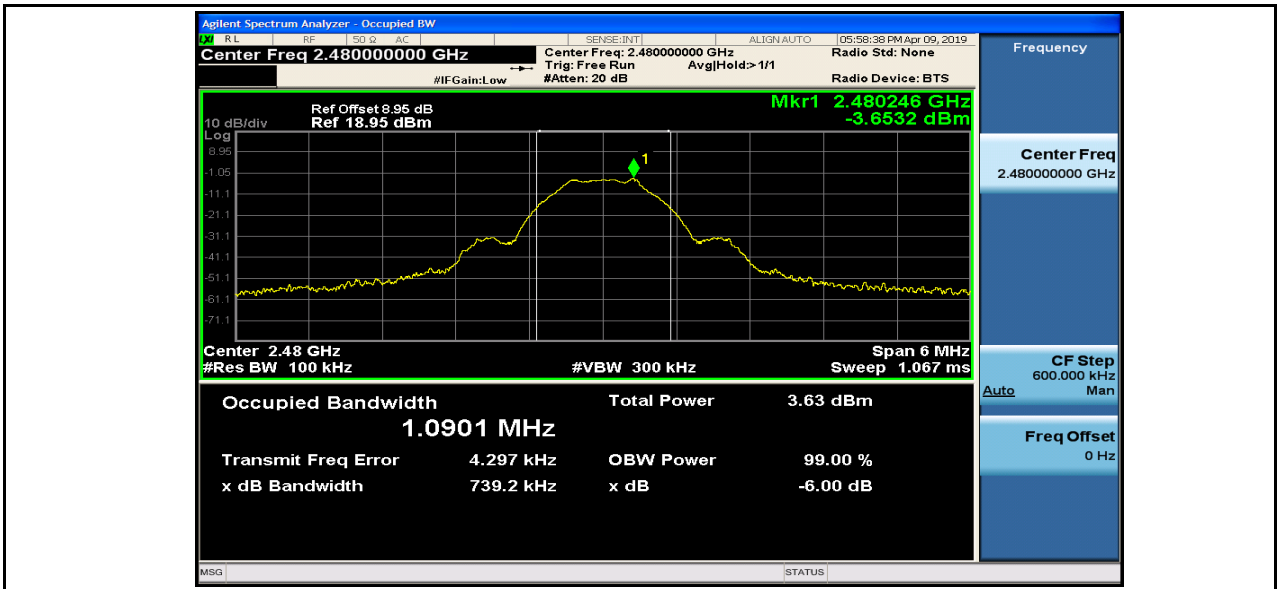 Agilent Spectrum Analyzer - Occupied BW
LXI RL RF 50 Ω AC SENSE:INT ALIGN AUTO 05:58:38 PM Apr 09, 2019
Center Freq 2.480000000 GHz
Center Freq: 2.480000000 GHz
Radio Std: None
Trig: Free Run
Avg|Hold:>1/1
#IFGain:Low
#Atten: 20 dB
Radio Device: BTS
Ref Offset 8.95 dB
10 dB/div Ref 18.95 dBm
Mkr1 2.480246 GHz
-3.6532 dBm
Log
8.95
-1.05
-11.1
-21.1
-31.1
-41.1
-51.1
-61.1
-71.1
1
Center 2.48 GHz
Span 6 MHz
#Res BW 100 kHz
#VBW 300 kHz
Sweep 1.067 ms
Occupied Bandwidth
Total Power 3.63 dBm
1.0901 MHz
Transmit Freq Error 4.297 kHz
OBW Power 99.00 %
x dB Bandwidth 739.2 kHz
x dB -6.00 dB
MSG
STATUS
Frequency
Center Freq
2.480000000 GHz
CF Step
600.000 kHz
Auto Man
Freq Offset
0 Hz